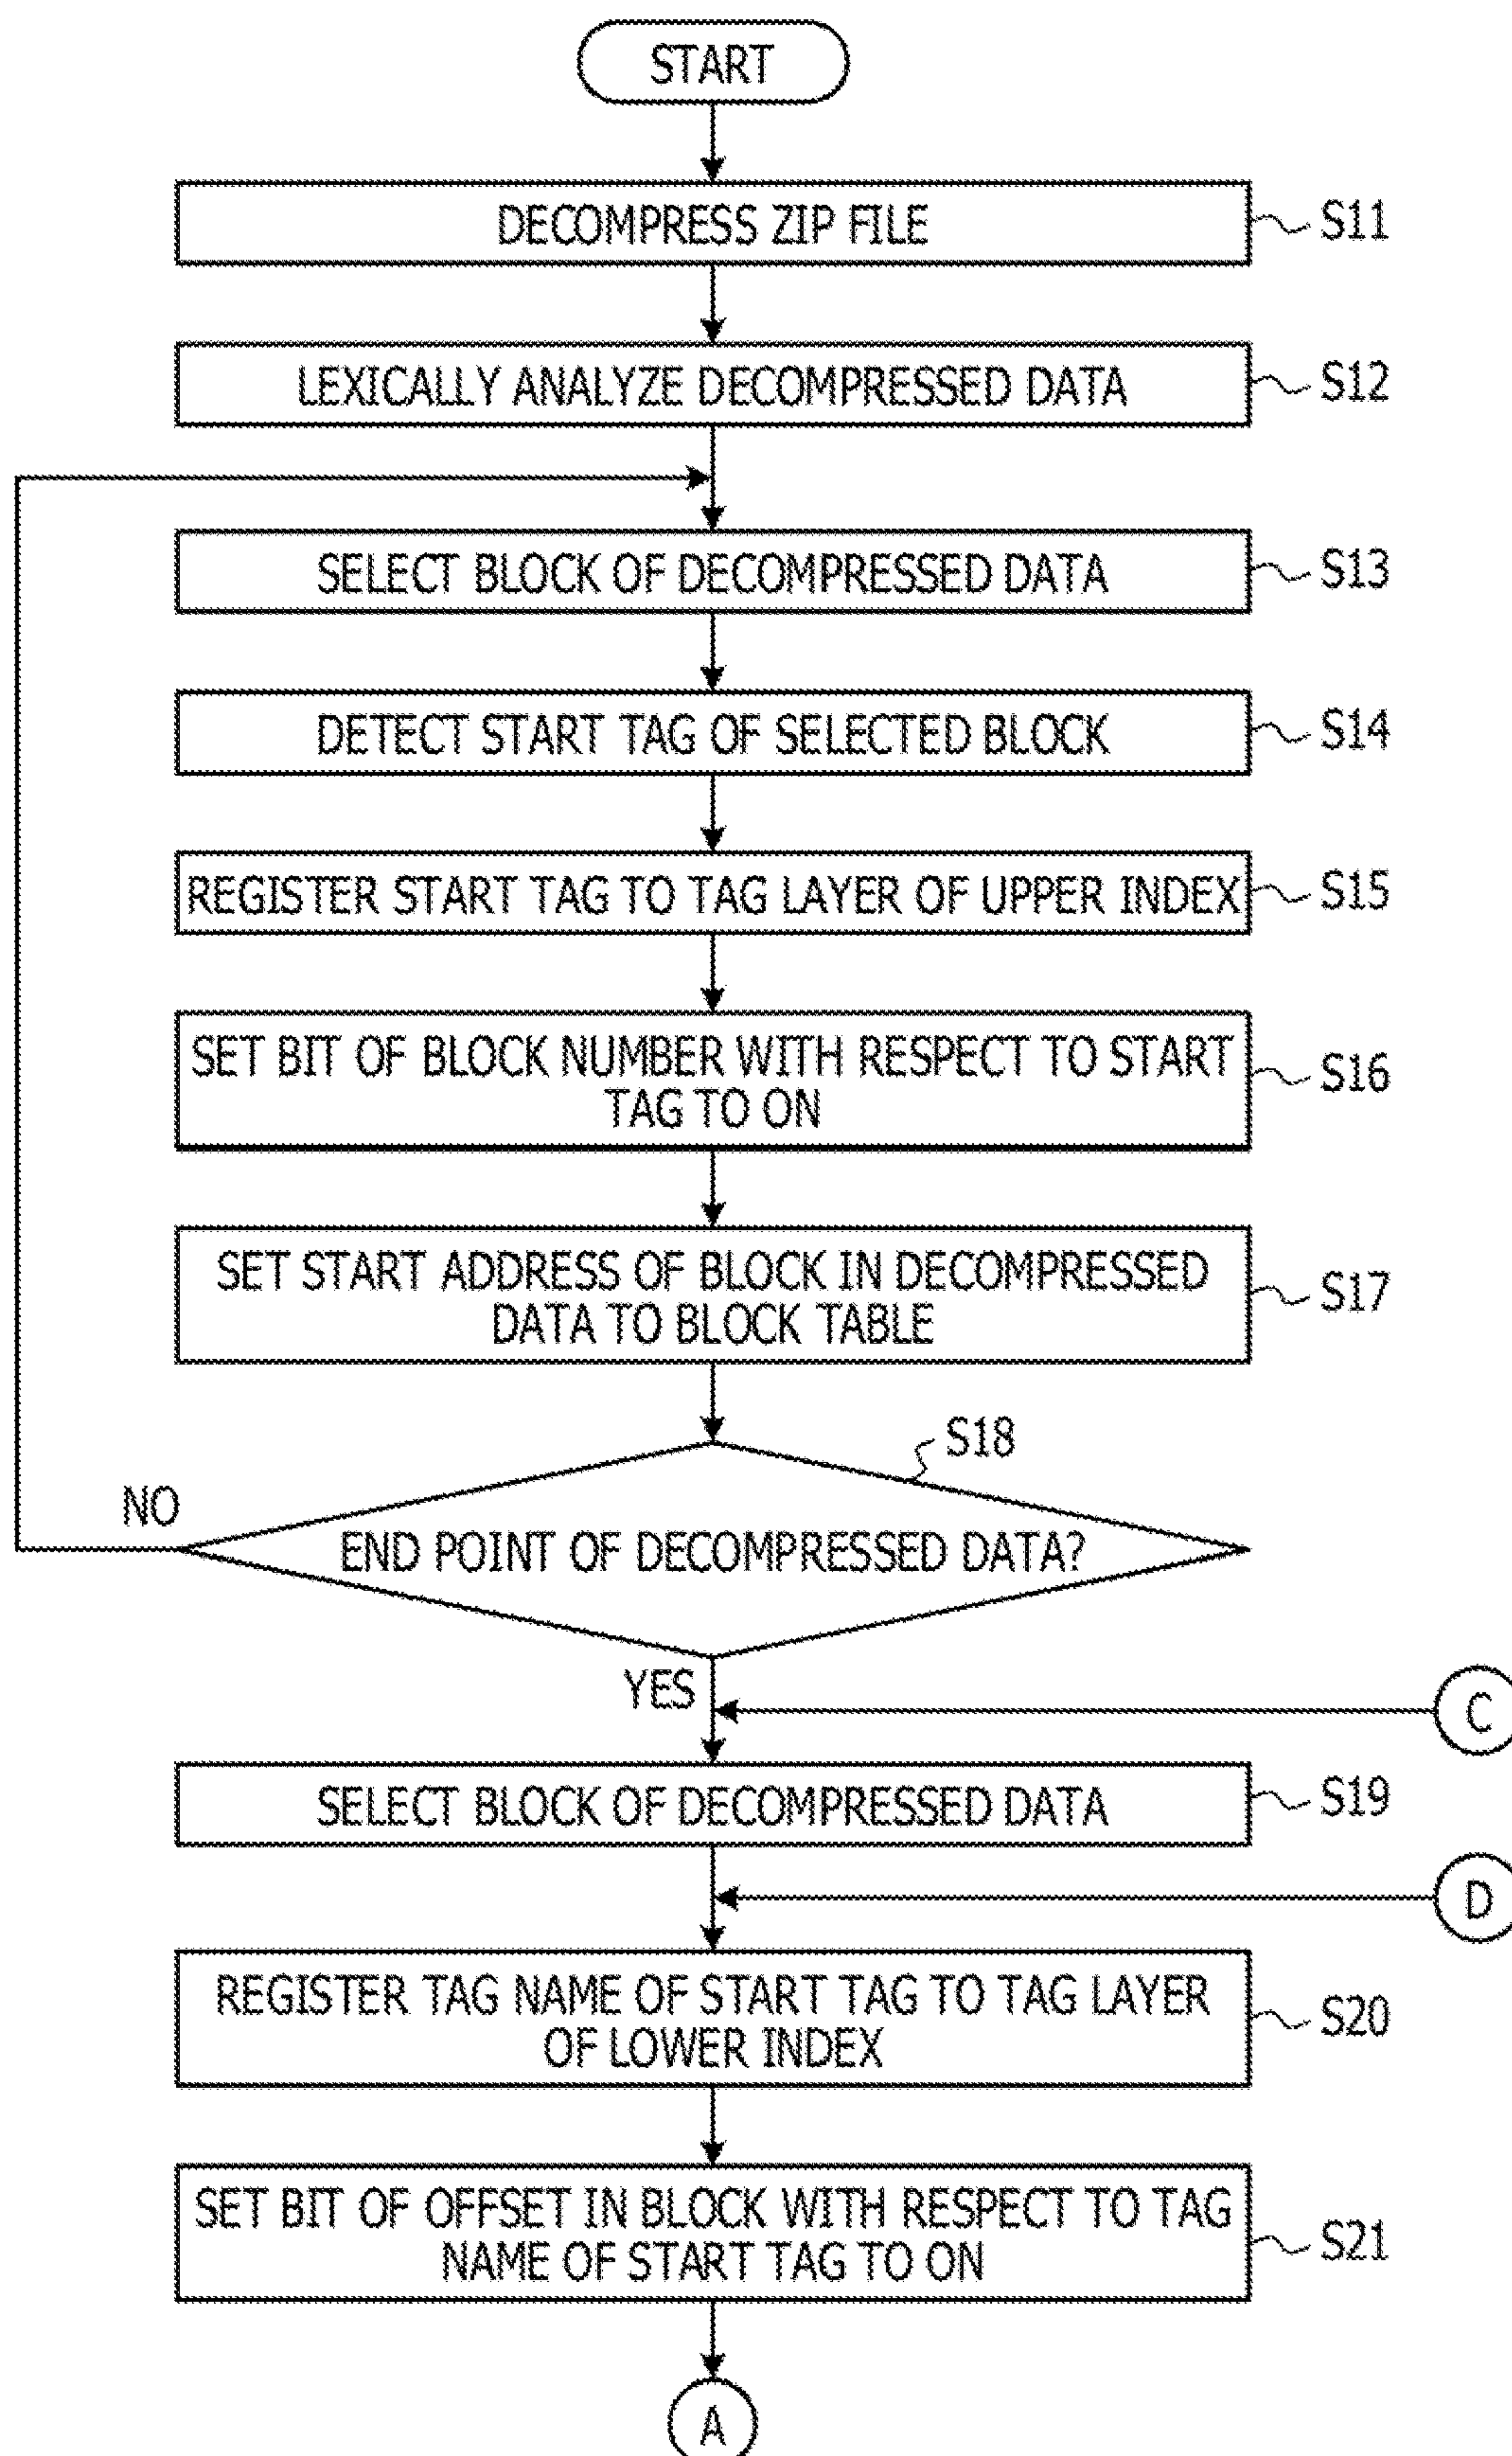 START
DECOMPRESS ZIP FILE
S11
LEXICALLY ANALYZE DECOMPRESSED DATA
S12
SELECT BLOCK OF DECOMPRESSED DATA
S13
DETECT START TAG OF SELECTED BLOCK
S14
REGISTER START TAG TO TAG LAYER OF UPPER INDEX
S15
SET BIT OF BLOCK NUMBER WITH RESPECT TO START
TAG TO ON
S16
SET START ADDRESS OF BLOCK IN DECOMPRESSED
DATA TO BLOCK TABLE
S17
S18
NO
END POINT OF DECOMPRESSED DATA?
YES
C
SELECT BLOCK OF DECOMPRESSED DATA
S19
D
REGISTER TAG NAME OF START TAG TO TAG LAYER
OF LOWER INDEX
S20
SET BIT OF OFFSET IN BLOCK WITH RESPECT TO TAG
NAME OF START TAG TO ON
S21
A